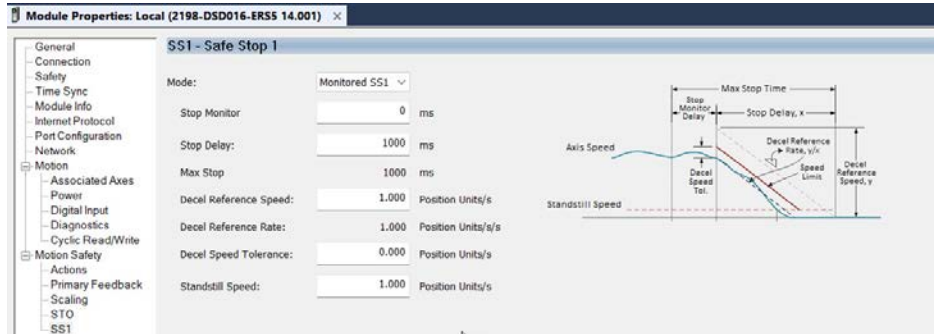 Module Properties: Local (2198-DSD016-ERS5 14.001) ×
General
Connection
Safety
Time Sync
Module Info
Internet Protocol
Port Configuration
Network
Motion
Associated Axes
Power
Digital Input
Diagnostics
Cyclic Read/Write
Motion Safety
Actions
Primary Feedback
Scaling
STO
SS1
SS1 - Safe Stop 1
Mode: Monitored SS1
Stop Monitor 0 ms
Stop Delay: 1000 ms
Max Stop 1000 ms
Decel Reference Speed: 1.000 Position Units/s
Decel Reference Rate: 1.000 Position Units/s/s
Decel Speed Tolerance: 0.000 Position Units/s
Standstill Speed: 1.000 Position Units/s
Max Stop Time
Stop
Monitor
Delay
Stop Delay, x
Axis Speed
Decel Reference
Rate, y/x
Decel
Speed
Tol.
Speed
Limit
Decel
Reference
Speed, y
Standstill Speed